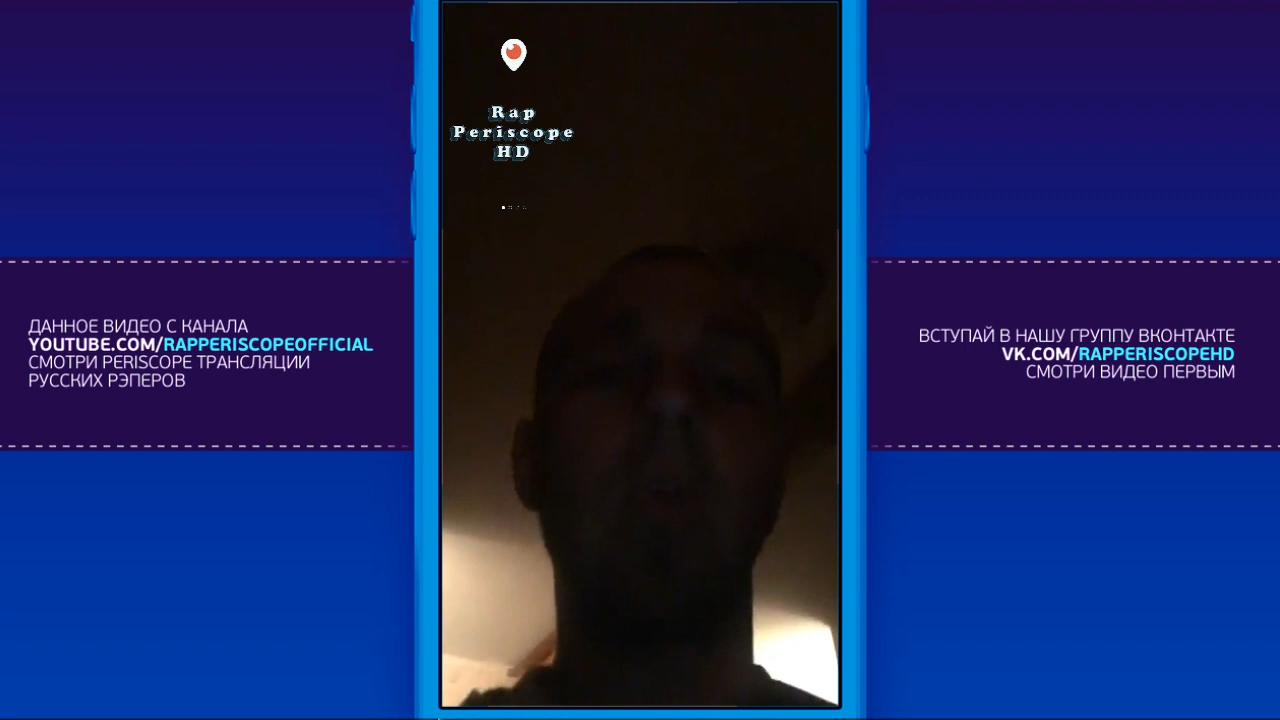 Rap
Periscope
HD
ДАННОЕ ВИДЕО С КАНАЛА
YOUTUBE.COM/RAPPERISCOPEOFFICIAL
СМОТРИ PERISCOPE ТРАНСЛЯЦИИ
РУССКИХ РЭПЕРОВ
ВСТУПАЙ В НАШУ ГРУППУ ВКОНТАКТЕ
VK.COM/RAPPERISCOPEHD
СМОТРИ ВИДЕО ПЕРВЫМ